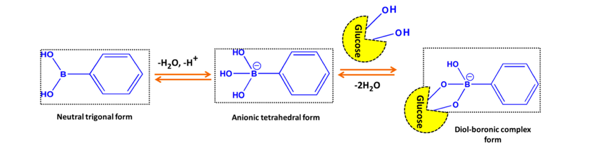 HO
B
HO
Neutral trigonal form
-H2O, -H+
HO
HO
B
HO
Anionic tetrahedral form
Glucose
OH
OH
-2H2O
HO
O
B
O
Glucose
Diol-boronic complex
form